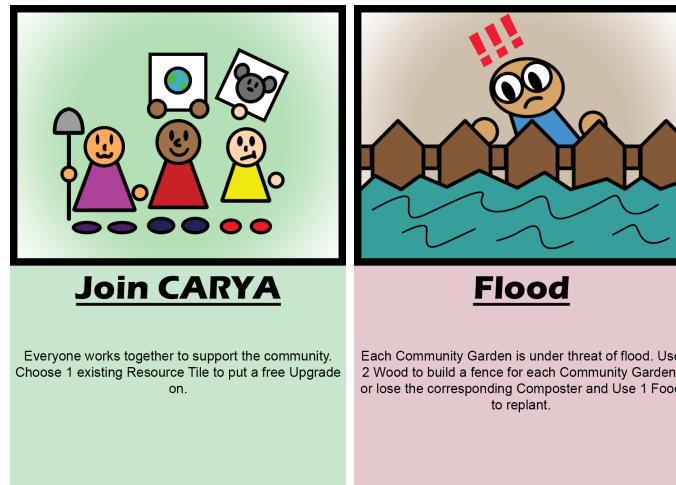 !!!
Join CARYA
Everyone works together to support the community.
Choose 1 existing Resource Tile to put a free Upgrade
on.
Flood
Each Community Garden is under threat of flood. Use
2 Wood to build a fence for each Community Garden
or lose the corresponding Composter and Use 1 Food
to replant.